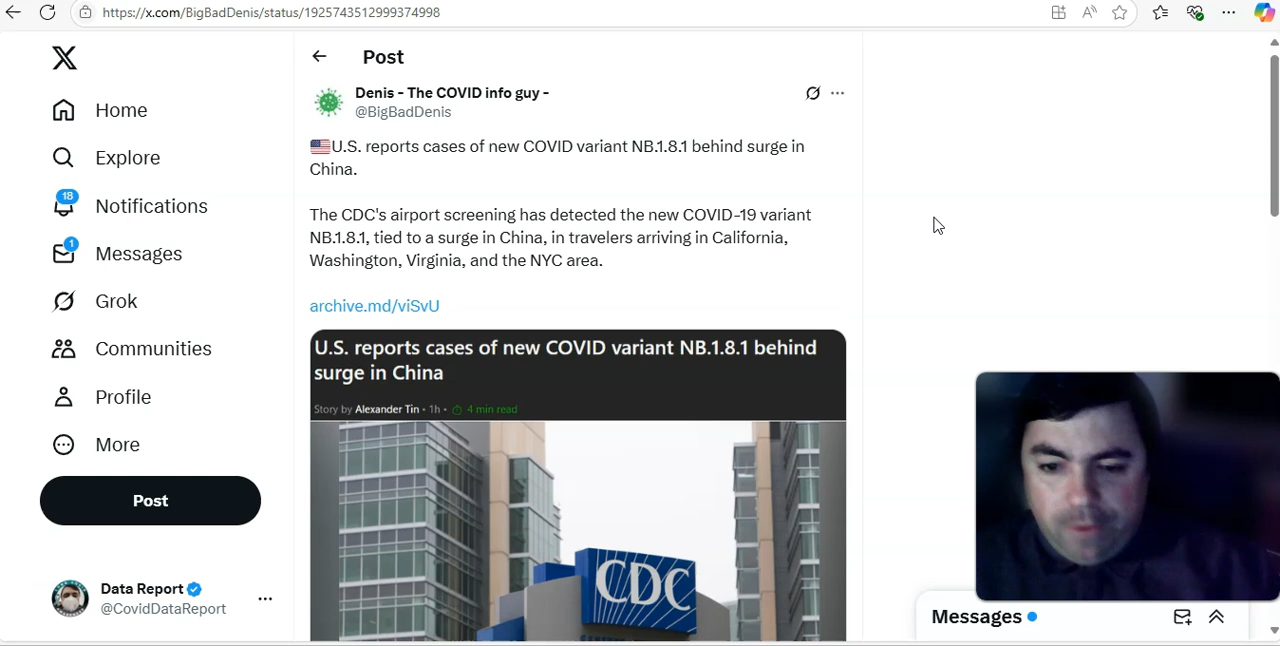 https://x.com/BigBadDenis/status/1925743512999374998
Home
Explore
18
Notifications
1
Messages
Grok
Communities
Profile
More
Post
Data Report
@CovidDataReport
Post
Denis - The COVID info guy -
@BigBadDenis
U.S. reports cases of new COVID variant NB.1.8.1 behind surge in
China.
The CDC's airport screening has detected the new COVID-19 variant
NB.1.8.1, tied to a surge in China, in travelers arriving in California,
Washington, Virginia, and the NYC area.
archive.md/viSvU
U.S. reports cases of new COVID variant NB.1.8.1 behind
surge in China
Story by Alexander Tin • 1h • 4 min read
CDC
Messages